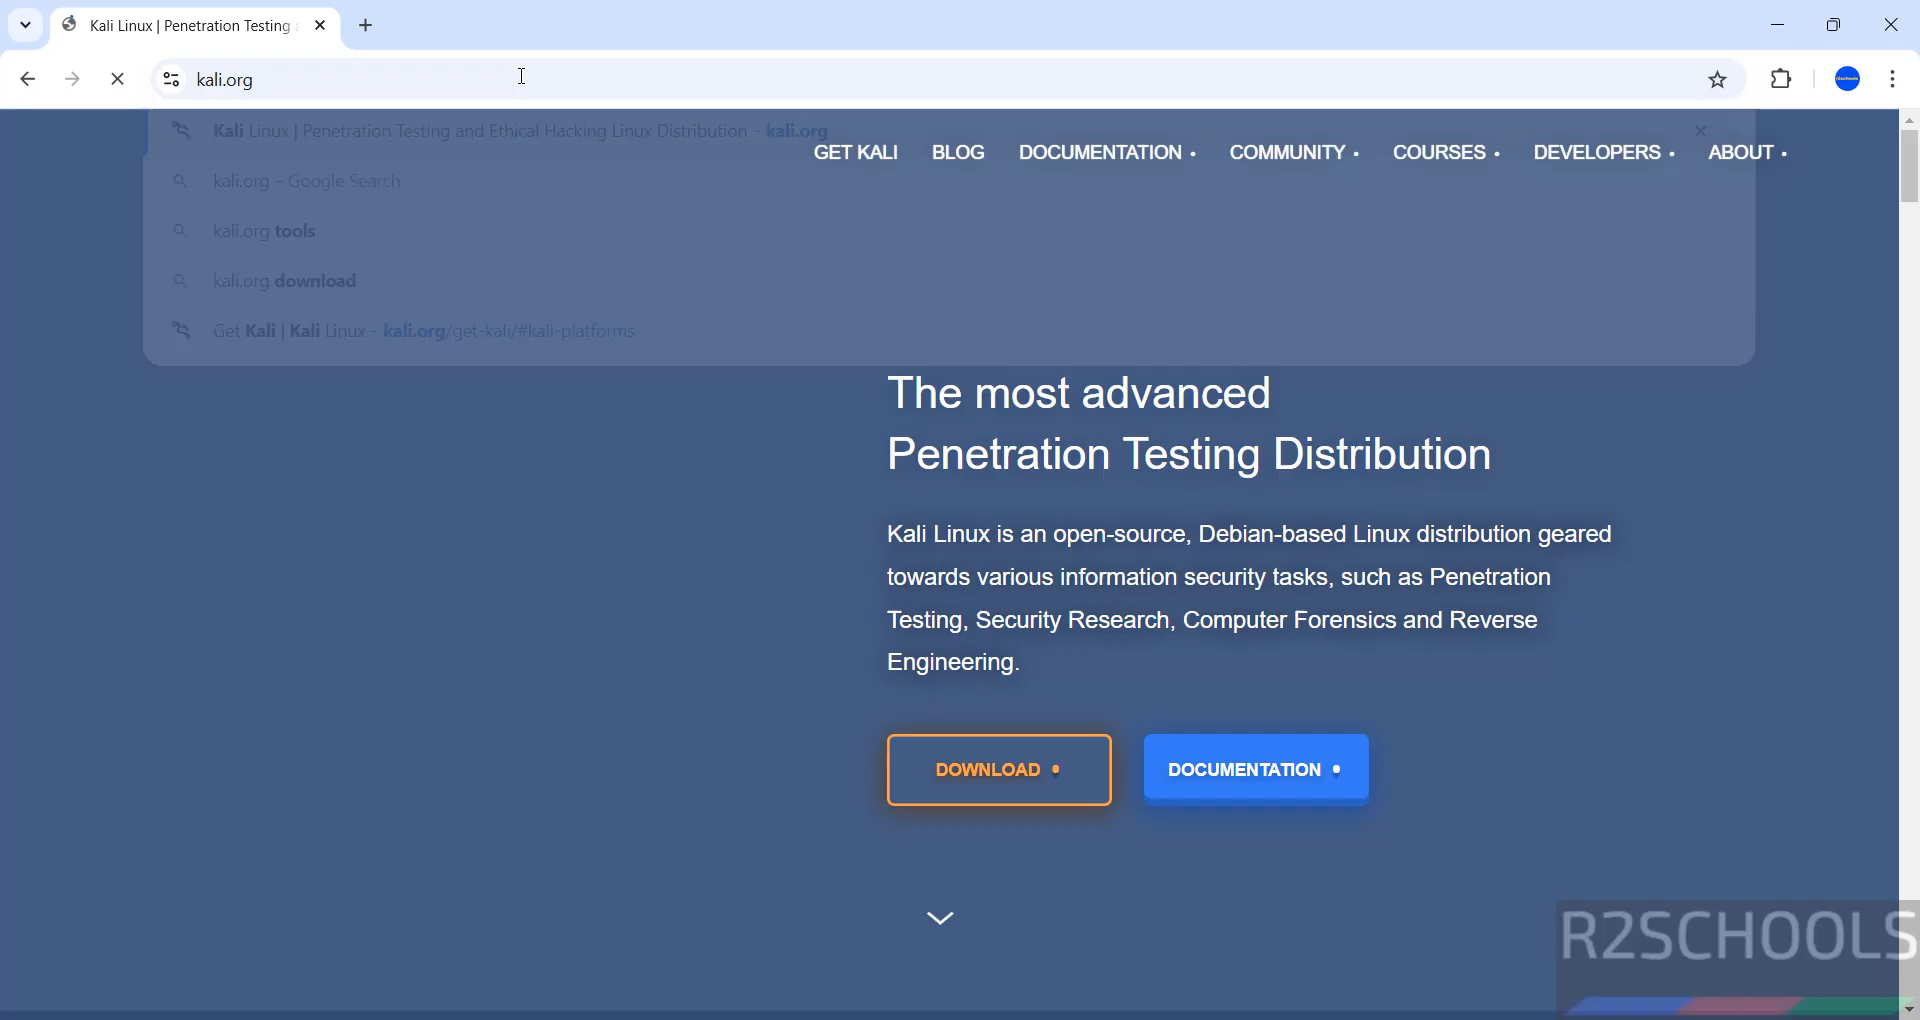 Kali Linux | Penetration Testing
kali.org
Kali Linux | Penetration Testing and Ethical Hacking Linux Distribution - kali.org
GET KALI BLOG DOCUMENTATION COMMUNITY COURSES DEVELOPERS ABOUT
kali.org - Google Search
kali.org tools
kali.org download
Get Kali | Kali Linux - kali.org/get-kali/#kali-platforms
The most advanced
Penetration Testing Distribution
Kali Linux is an open-source, Debian-based Linux distribution geared
towards various information security tasks, such as Penetration
Testing, Security Research, Computer Forensics and Reverse
Engineering.
DOWNLOAD DOCUMENTATION
R2SCHOOLS